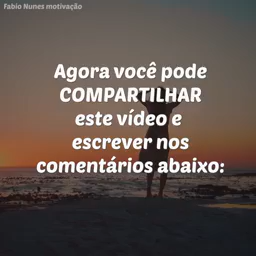 Fabio Nunes motivação
Agora você pode
COMPARTILHAR
este vídeo e
escrever nos
comentários abaixo: